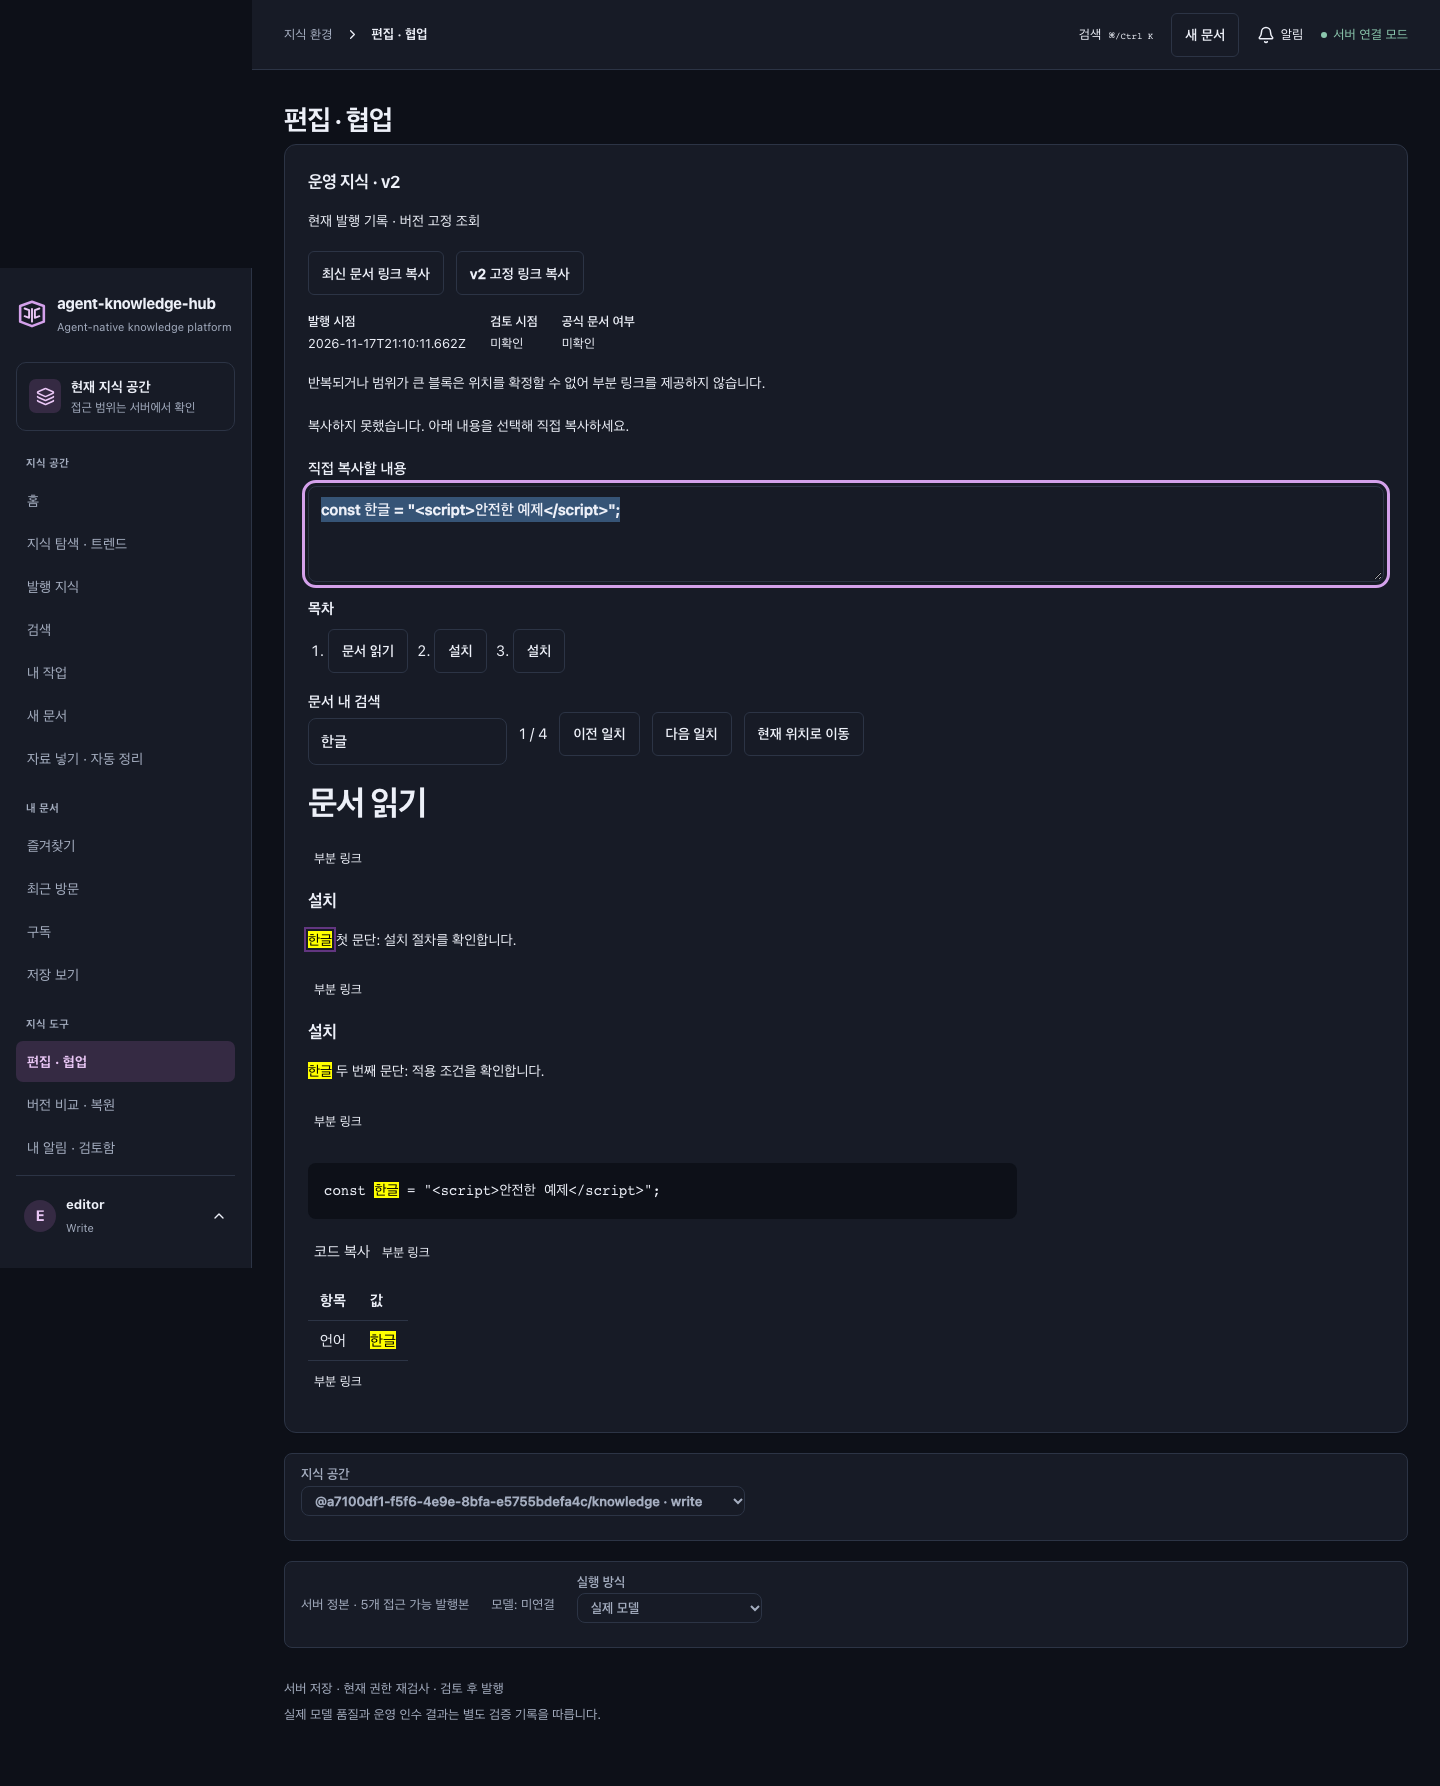 지식 환경 > 편집 · 협업
검색 ⌘/Ctrl K
새 문서
알림
서버 연결 모드
agent-knowledge-hub
Agent-native knowledge platform
현재 지식 공간
접근 범위는 서버에서 확인
지식 공간
홈
지식 탐색 · 트렌드
발행 지식
검색
내 작업
새 문서
자료 넣기 · 자동 정리
내 문서
즐겨찾기
최근 방문
구독
저장 보기
지식 도구
편집 · 협업
버전 비교 · 복원
내 알림 · 검토함
E
editor
Write
편집 · 협업
운영 지식 · v2
현재 발행 기록 · 버전 고정 조회
최신 문서 링크 복사
v2 고정 링크 복사
발행 시점 검토 시점 공식 문서 여부
2026-11-17T21:10:11.662Z 미확인 미확인
반복되거나 범위가 큰 블록은 위치를 확정할 수 없어 부분 링크를 제공하지 않습니다.
복사하지 못했습니다. 아래 내용을 선택해 직접 복사하세요.
직접 복사할 내용
const 한글 = "<script>안전한 예제</script>";
목차
1. 문서 읽기 2. 설치 3. 설치
문서 내 검색
한글 1 / 4 이전 일치 다음 일치 현재 위치로 이동
문서 읽기
부분 링크
설치
한글 첫 문단: 설치 절차를 확인합니다.
부분 링크
설치
한글 두 번째 문단: 적용 조건을 확인합니다.
부분 링크
const 한글 = "<script>안전한 예제</script>";
코드 복사 부분 링크
항목 값
언어 한글
부분 링크
지식 공간
@a7100df1-f5f6-4e9e-8bfa-e5755bdefa4c/knowledge · write
실행 방식
서버 정본 · 5개 접근 가능 발행본 모델: 미연결 실제 모델
서버 저장 · 현재 권한 재검사 · 검토 후 발행
실제 모델 품질과 운영 인수 결과는 별도 검증 기록을 따릅니다.